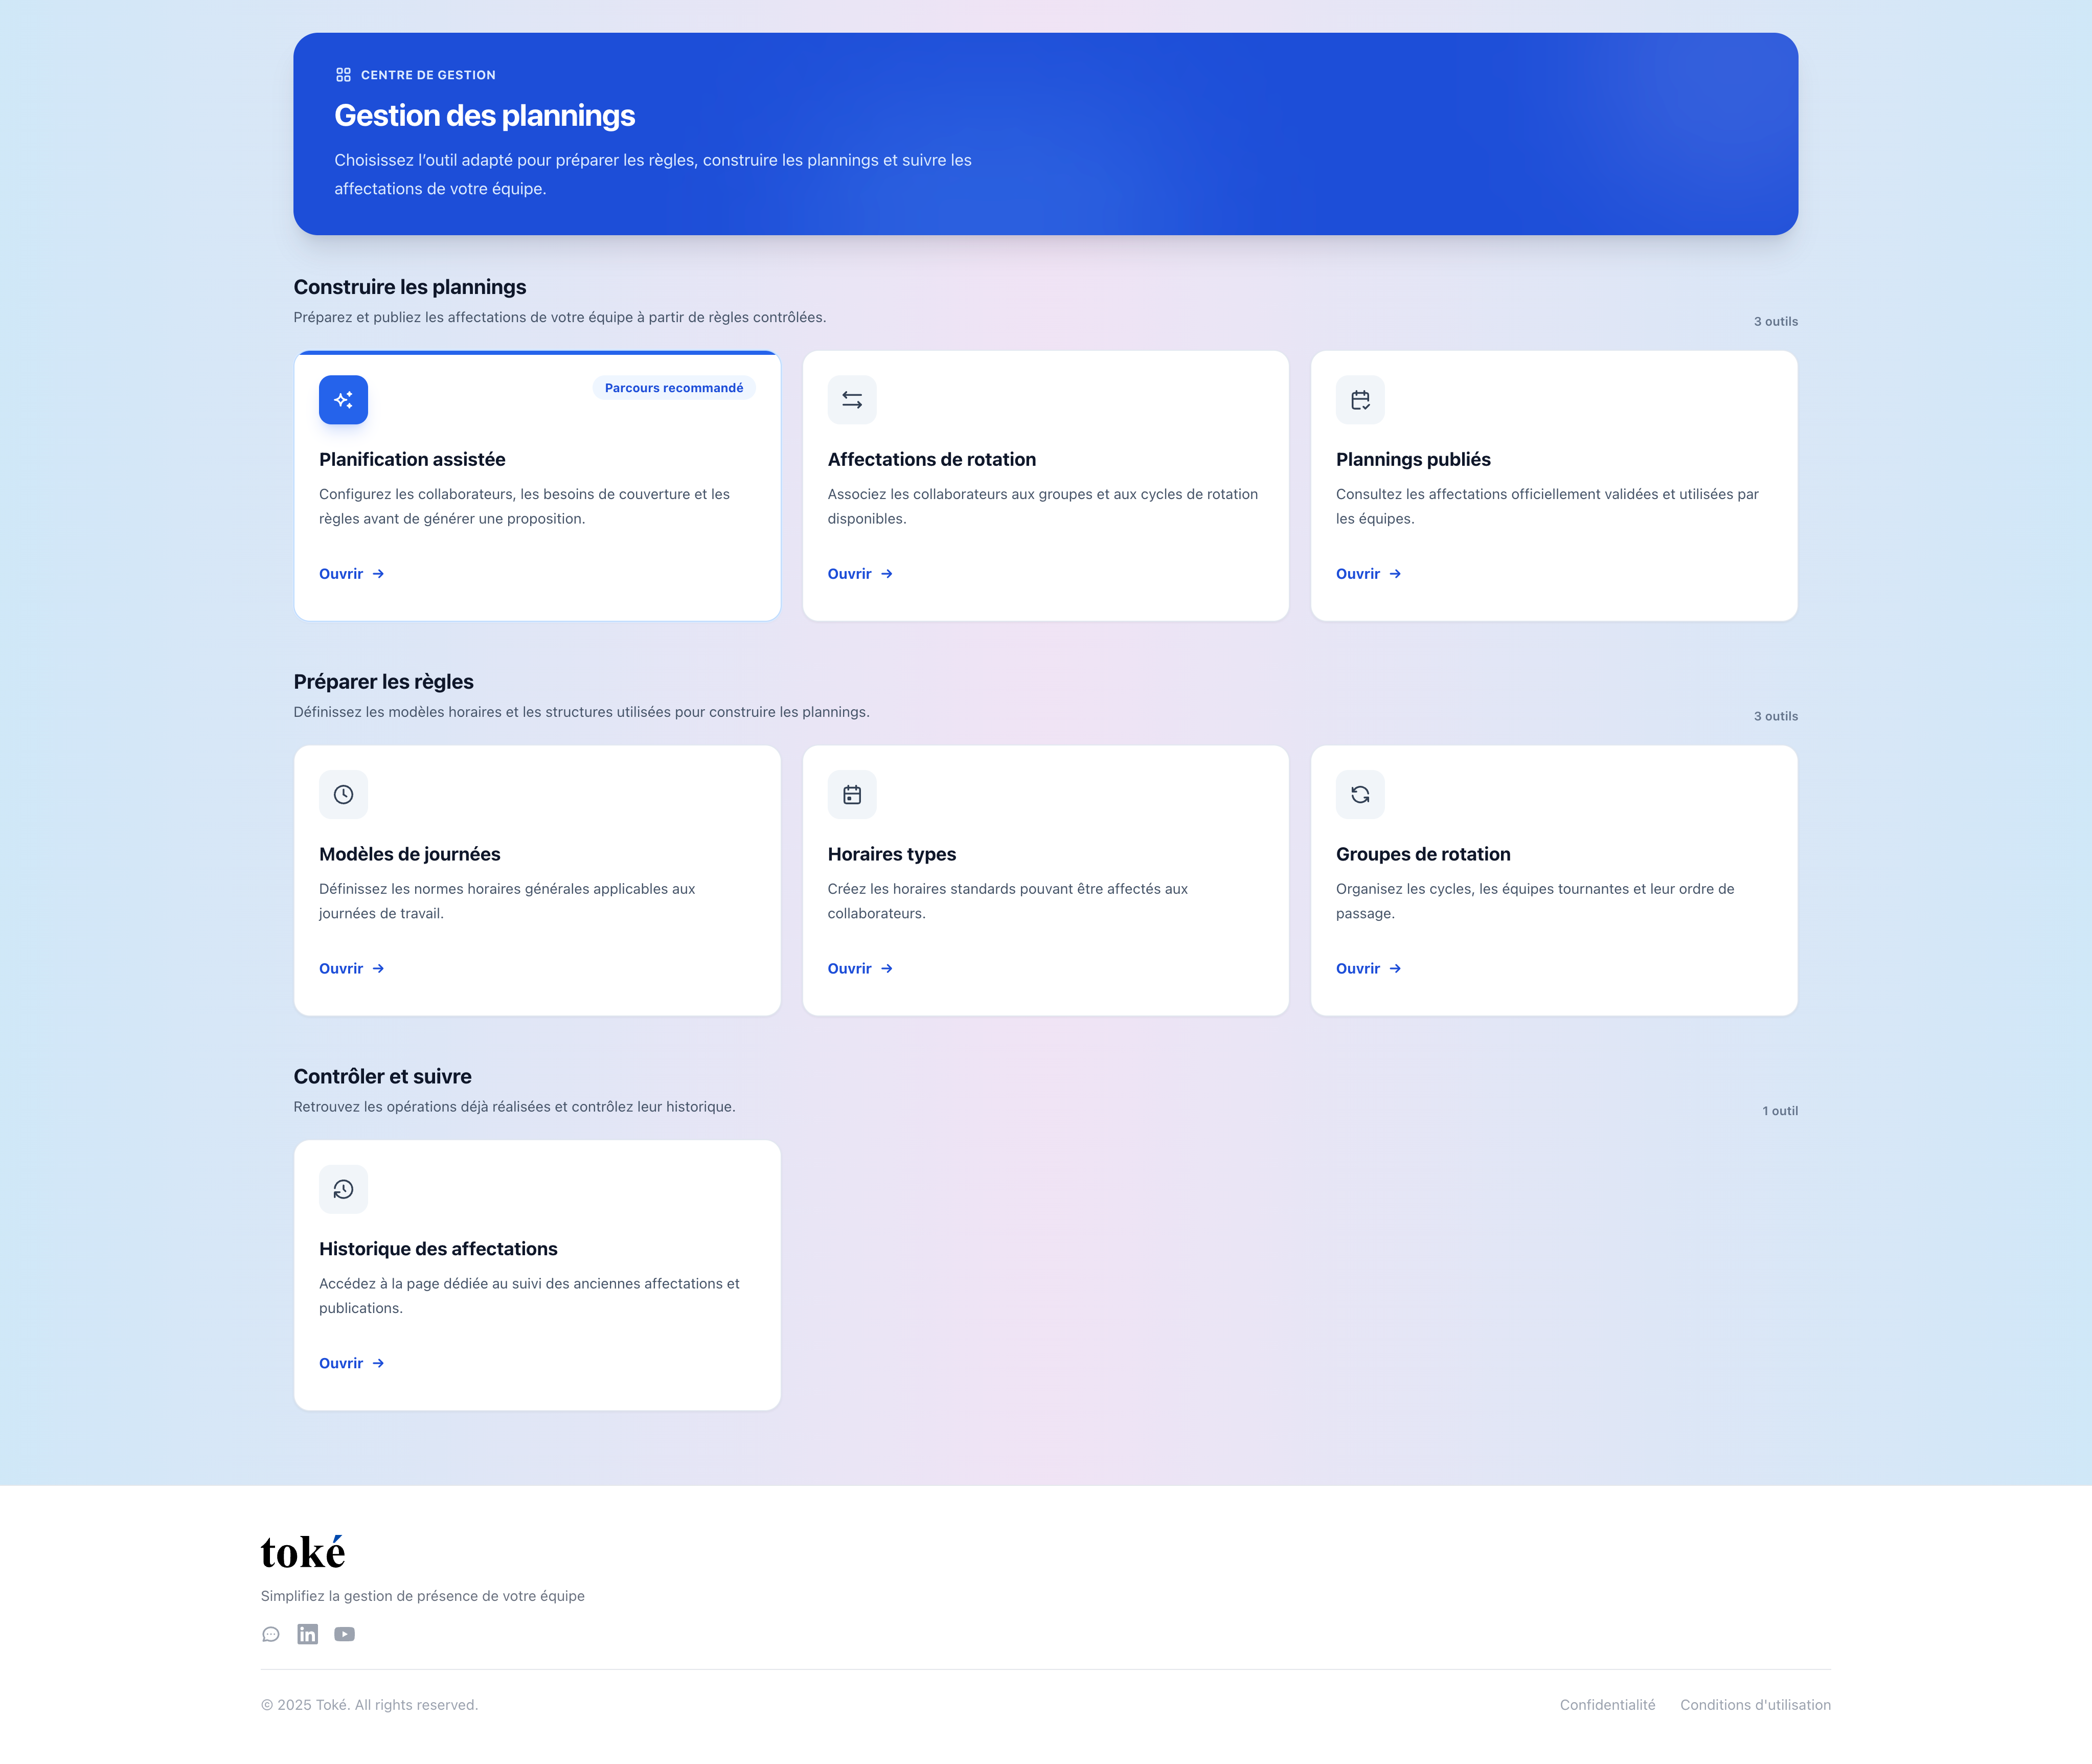 CENTRE DE GESTION
Gestion des plannings
Choisissez l’outil adapté pour préparer les règles, construire les plannings et suivre les
affectations de votre équipe.
Construire les plannings
Préparez et publiez les affectations de votre équipe à partir de règles contrôlées.
3 outils
Parcours recommandé
Planification assistée
Configurez les collaborateurs, les besoins de couverture et les
règles avant de générer une proposition.
Ouvrir →
Affectations de rotation
Associez les collaborateurs aux groupes et aux cycles de rotation
disponibles.
Ouvrir →
Plannings publiés
Consultez les affectations officiellement validées et utilisées par
les équipes.
Ouvrir →
Préparer les règles
Définissez les modèles horaires et les structures utilisées pour construire les plannings.
3 outils
Modèles de journées
Définissez les normes horaires générales applicables aux
journées de travail.
Ouvrir →
Horaires types
Créez les horaires standards pouvant être affectés aux
collaborateurs.
Ouvrir →
Groupes de rotation
Organisez les cycles, les équipes tournantes et leur ordre de
passage.
Ouvrir →
Contrôler et suivre
Retrouvez les opérations déjà réalisées et contrôlez leur historique.
1 outil
Historique des affectations
Accédez à la page dédiée au suivi des anciennes affectations et
publications.
Ouvrir →
toké
Simplifiez la gestion de présence de votre équipe
in
© 2025 Toké. All rights reserved.
Confidentialité
Conditions d'utilisation